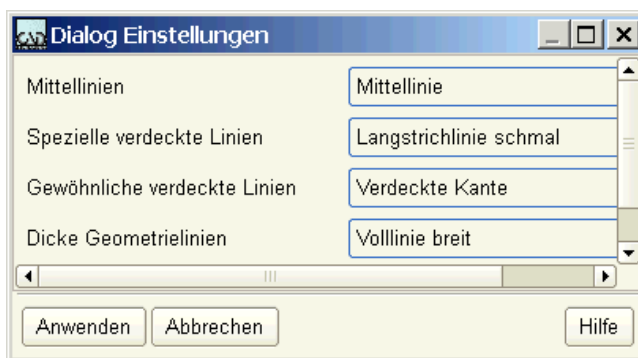 CAD Dialog Einstellungen
Mittellinien Mittellinie
Spezielle verdeckte Linien Langstrichlinie schmal
Gewöhnliche verdeckte Linien Verdeckte Kante
Dicke Geometrielinien Volllinie breit
Anwenden Abbrechen Hilfe